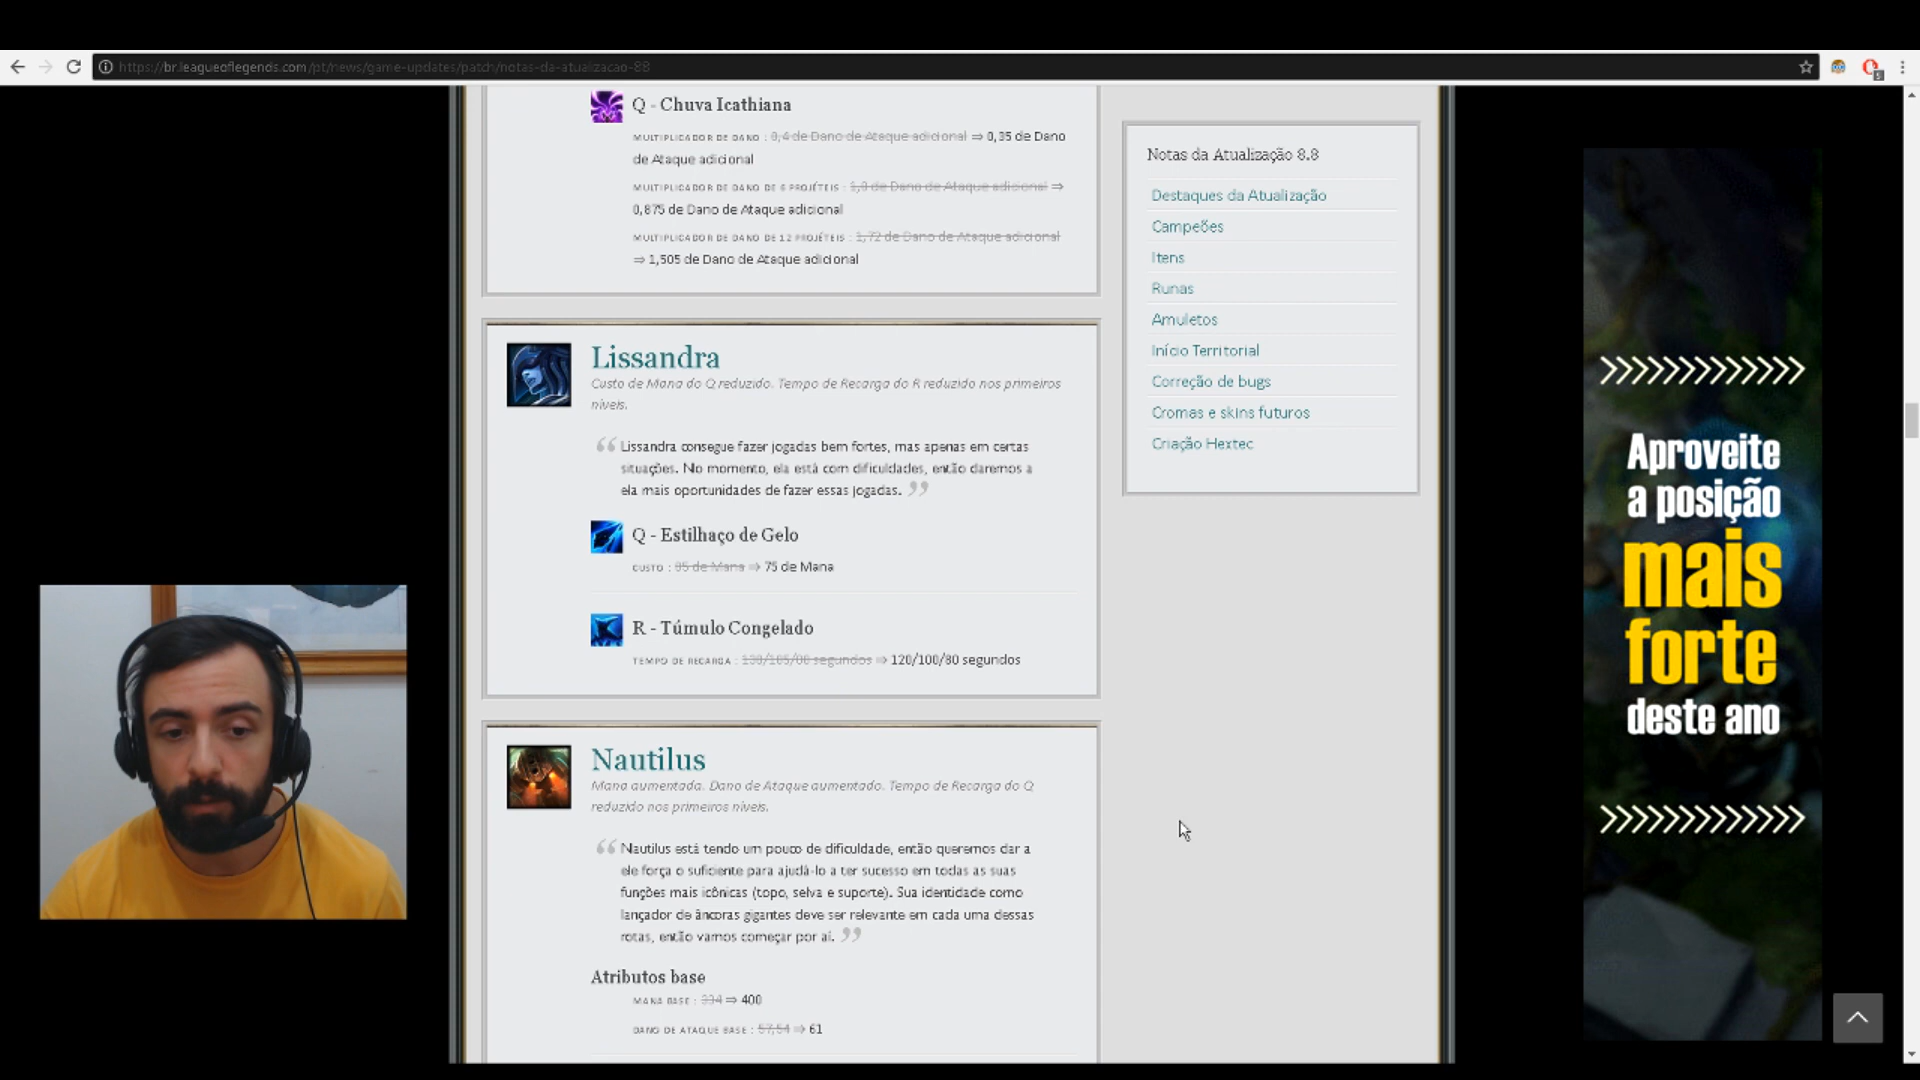 https://br.leagueoflegends.com/pt/news/game-updates/patch/notas-da-atualizacao-88
Q - Chuva Icathiana
MULTIPLICADOR DE DANO : 0,4 de Dano de Ataque adicional ⇒ 0,35 de Dano
de Ataque adicional
MULTIPLICADOR DE DANO DE 6 PROJÉTEIS : 1,0 de Dano de Ataque adicional ⇒
0,875 de Dano de Ataque adicional
MULTIPLICADOR DE DANO DE 12 PROJÉTEIS : 1,72 de Dano de Ataque adicional
⇒ 1,505 de Dano de Ataque adicional
Lissandra
Custo de Mana do Q reduzido. Tempo de Recarga do R reduzido nos primeiros
níveis.
“ Lissandra consegue fazer jogadas bem fortes, mas apenas em certas
situações. No momento, ela está com dificuldades, então daremos a
ela mais oportunidades de fazer essas jogadas. ”
Q - Estilhaço de Gelo
CUSTO : 85 de Mana ⇒ 75 de Mana
R - Túmulo Congelado
TEMPO DE RECARGA : 130/105/80 segundos ⇒ 120/100/80 segundos
Nautilus
Mana aumentada. Dano de Ataque aumentado. Tempo de Recarga do Q
reduzido nos primeiros níveis.
“ Nautilus está tendo um pouco de dificuldade, então queremos dar a
ele força o suficiente para ajudá-lo a ter sucesso em todas as suas
funções mais icônicas (topo, selva e suporte). Sua identidade como
lançador de âncoras gigantes deve ser relevante em cada uma dessas
rotas, então vamos começar por aí. ”
Atributos base
MANA BASE : 334 ⇒ 400
DANO DE ATAQUE BASE : 57,54 ⇒ 61
Notas da Atualização 8.8
Destaques da Atualização
Campeões
Itens
Runas
Amuletos
Início Territorial
Correção de bugs
Cromas e skins futuros
Criação Hextec
Aproveite
a posição
mais
forte
deste ano